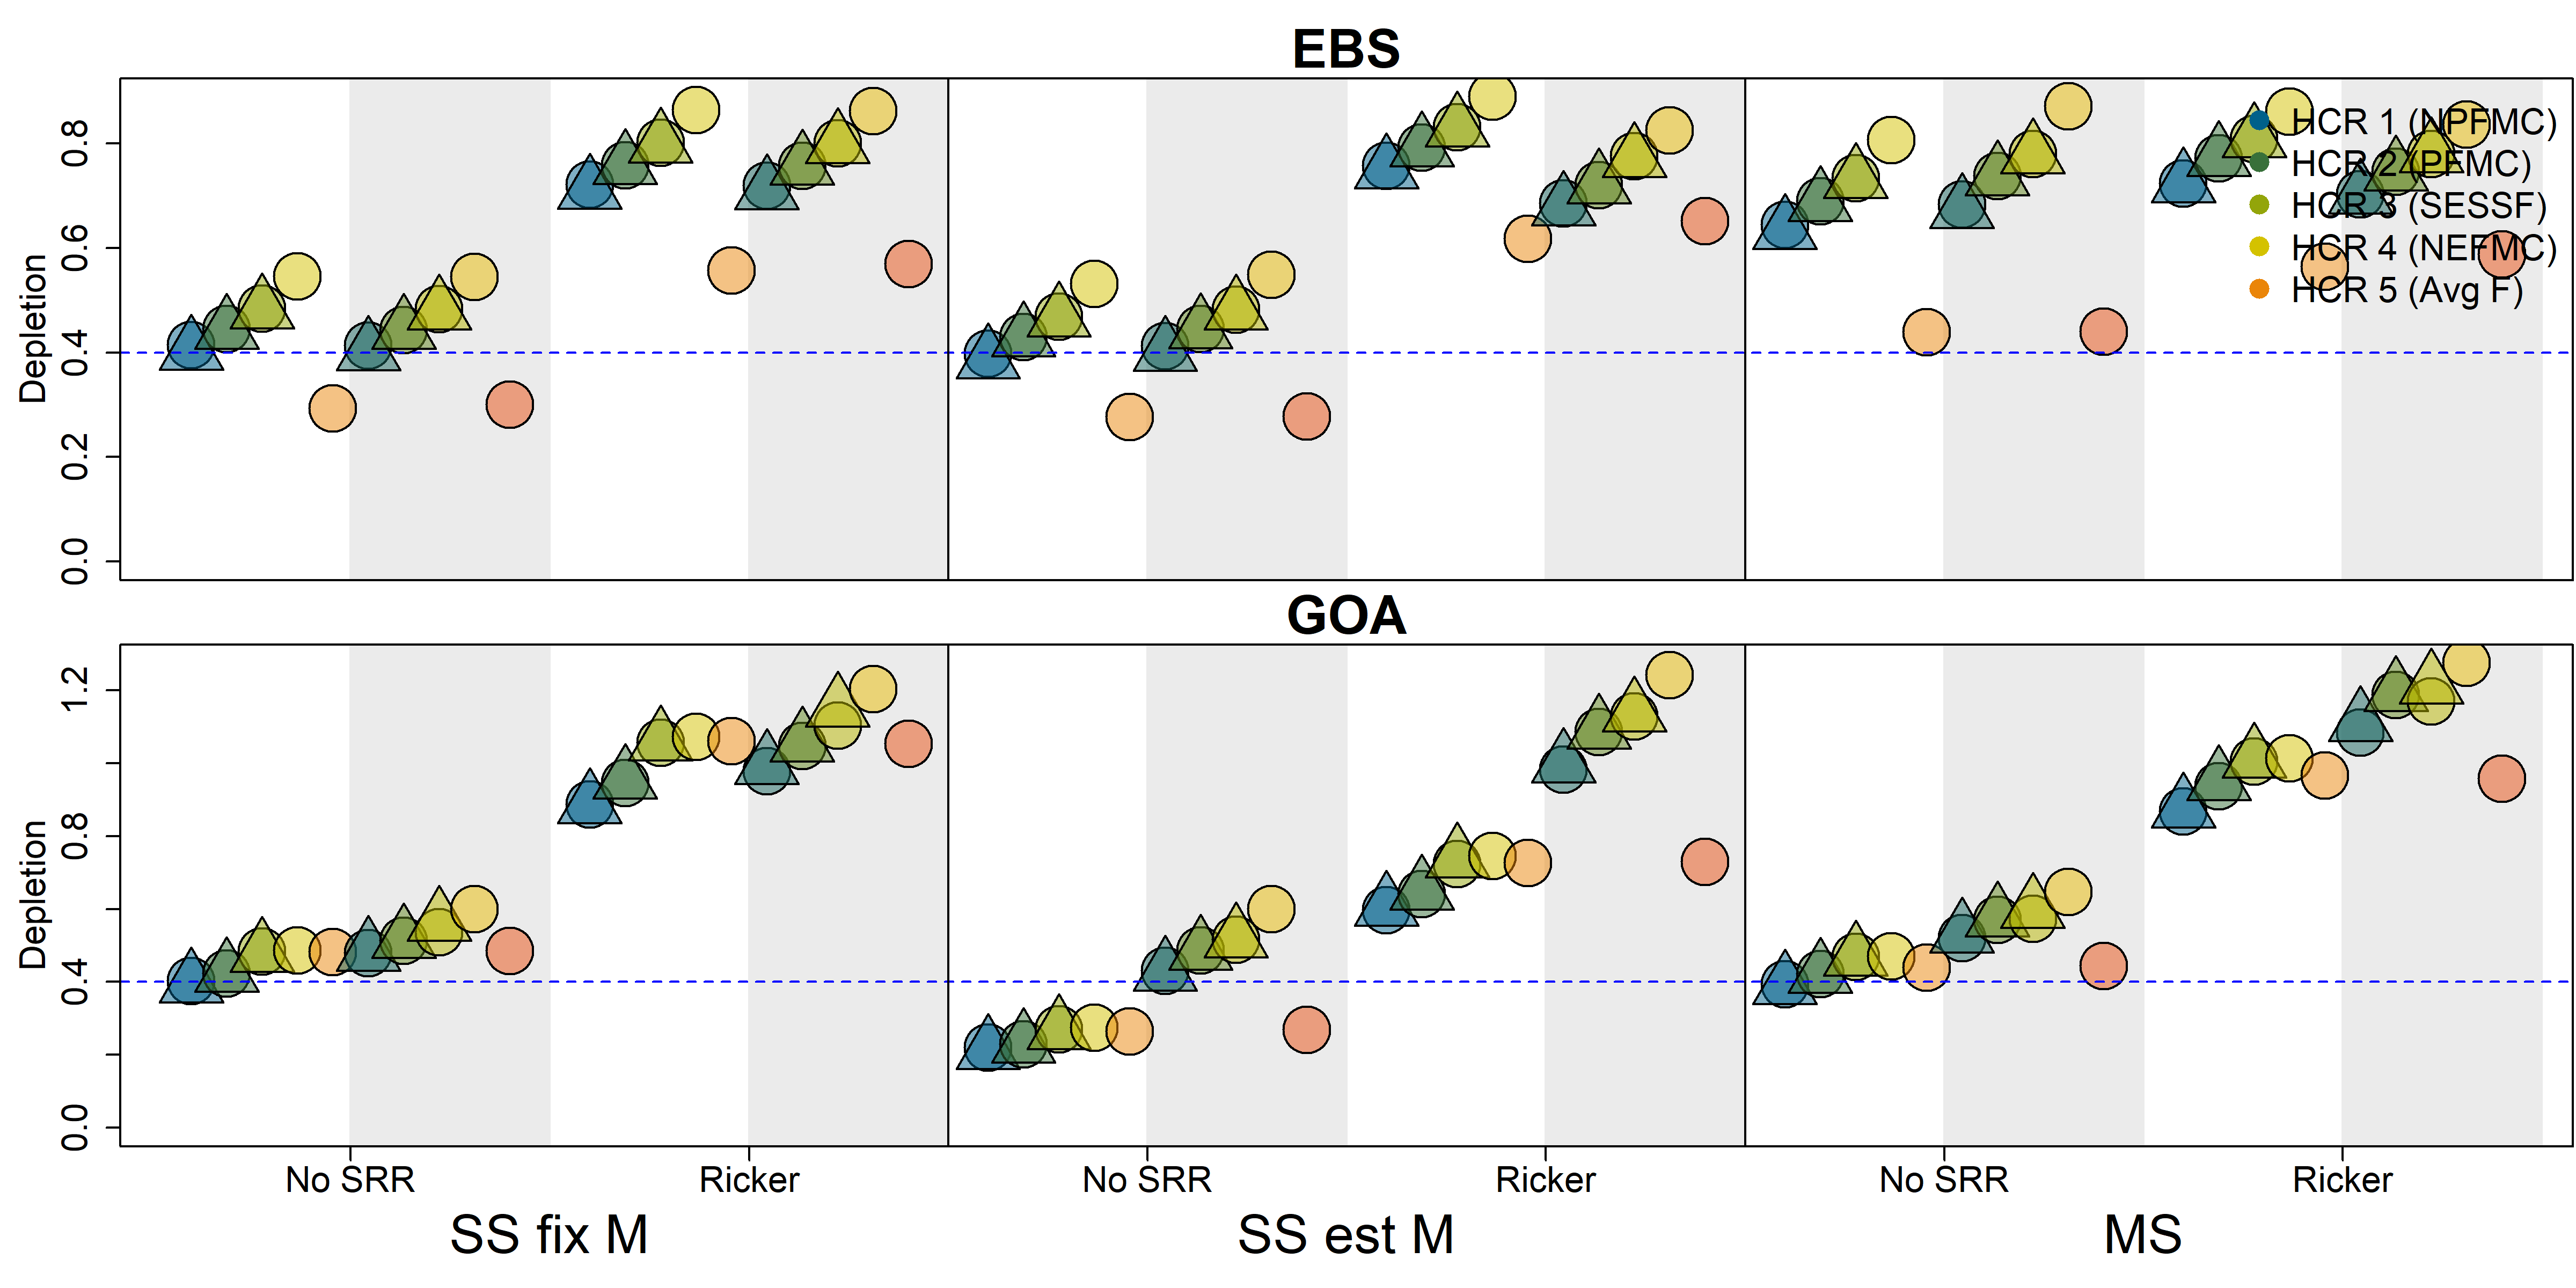 EBS
Depletion
0.8
0.6
0.4
0.2
0.0
HCR 1 (NPFMC)
HCR 2 (PFMC)
HCR 3 (SESSF)
HCR 4 (NEFMC)
HCR 5 (Avg F)
GOA
Depletion
1.2
0.8
0.4
0.0
No SRR Ricker No SRR Ricker No SRR Ricker
SS fix M SS est M MS